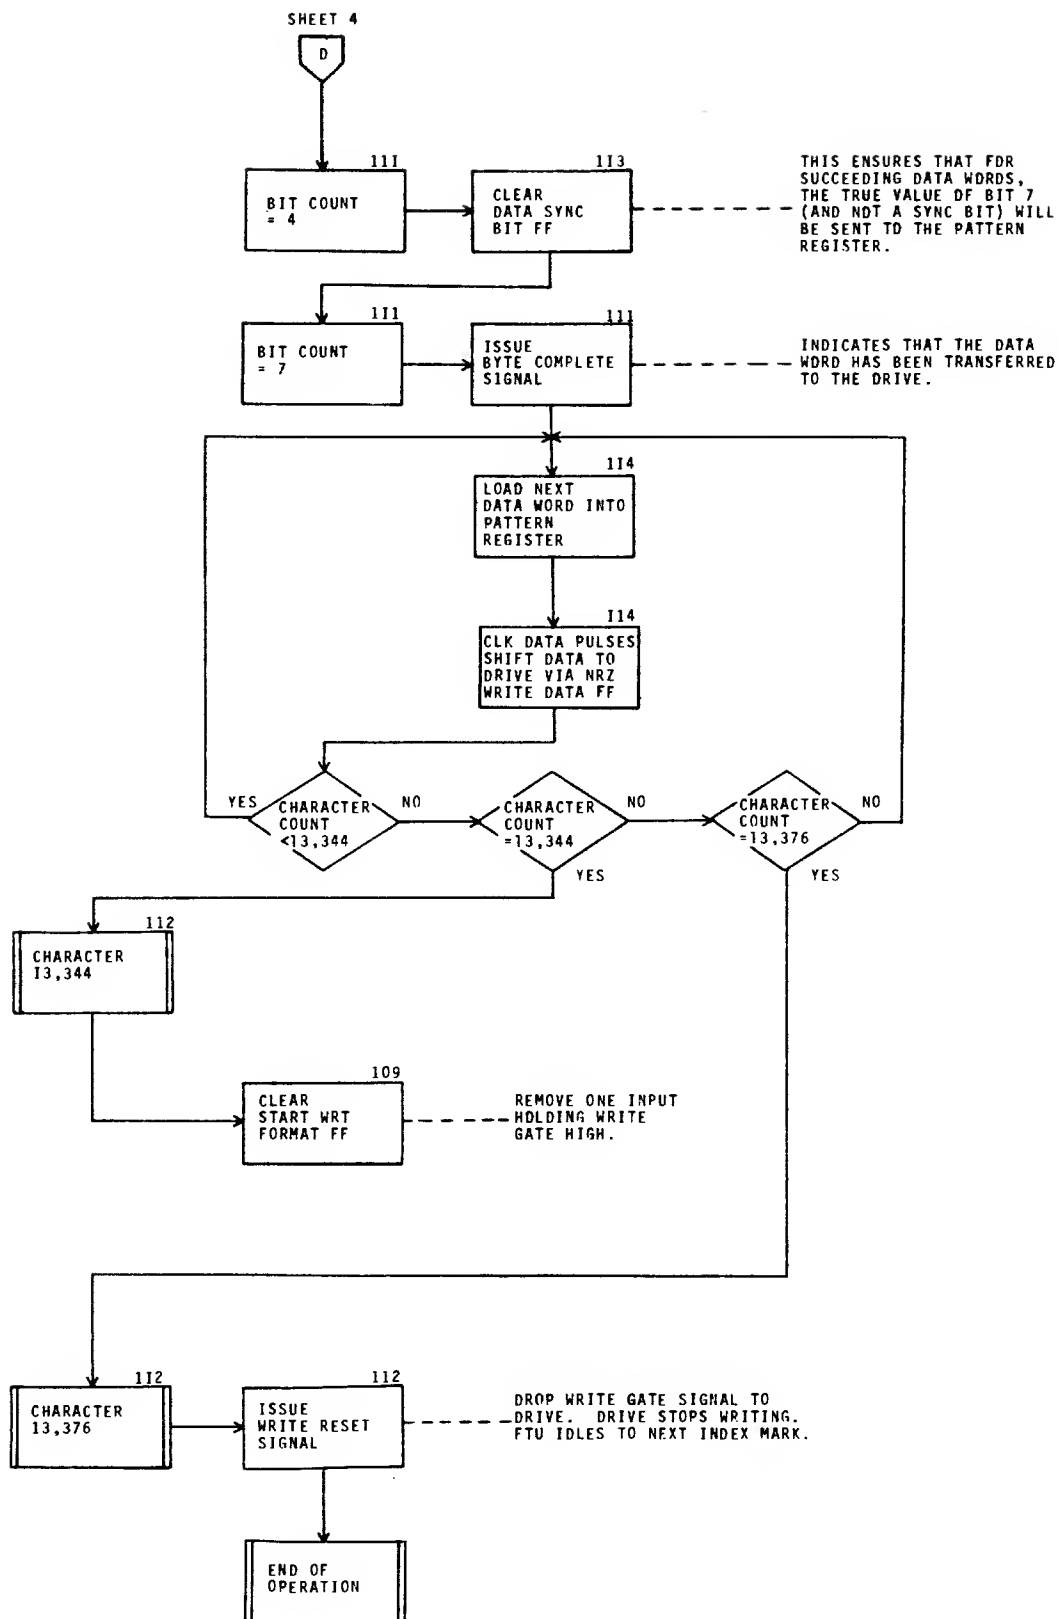 SHEET 4
D
111
BIT COUNT
= 4
113
CLEAR
DATA SYNC
BIT FF
THIS ENSURES THAT FOR
SUCCEEDING DATA WORDS,
THE TRUE VALUE OF BIT 7
(AND NOT A SYNC BIT) WILL
BE SENT TO THE PATTERN
REGISTER.
111
BIT COUNT
= 7
111
ISSUE
BYTE COMPLETE
SIGNAL
INDICATES THAT THE DATA
WORD HAS BEEN TRANSFERRED
TO THE DRIVE.
114
LOAD NEXT
DATA WORD INTO
PATTERN
REGISTER
114
CLK DATA PULSES
SHIFT DATA TO
DRIVE VIA NRZ
WRITE DATA FF
YES
CHARACTER
COUNT
<13,344
NO
CHARACTER
COUNT
=13,344
NO
CHARACTER
COUNT
=13,376
NO
YES
YES
112
CHARACTER
13,344
109
CLEAR
START WRT
FORMAT FF
REMOVE ONE INPUT
HOLDING WRITE
GATE HIGH.
112
CHARACTER
13,376
112
ISSUE
WRITE RESET
SIGNAL
DROP WRITE GATE SIGNAL TO
DRIVE. DRIVE STOPS WRITING.
FTU IDLES TO NEXT INDEX MARK.
END OF
OPERATION